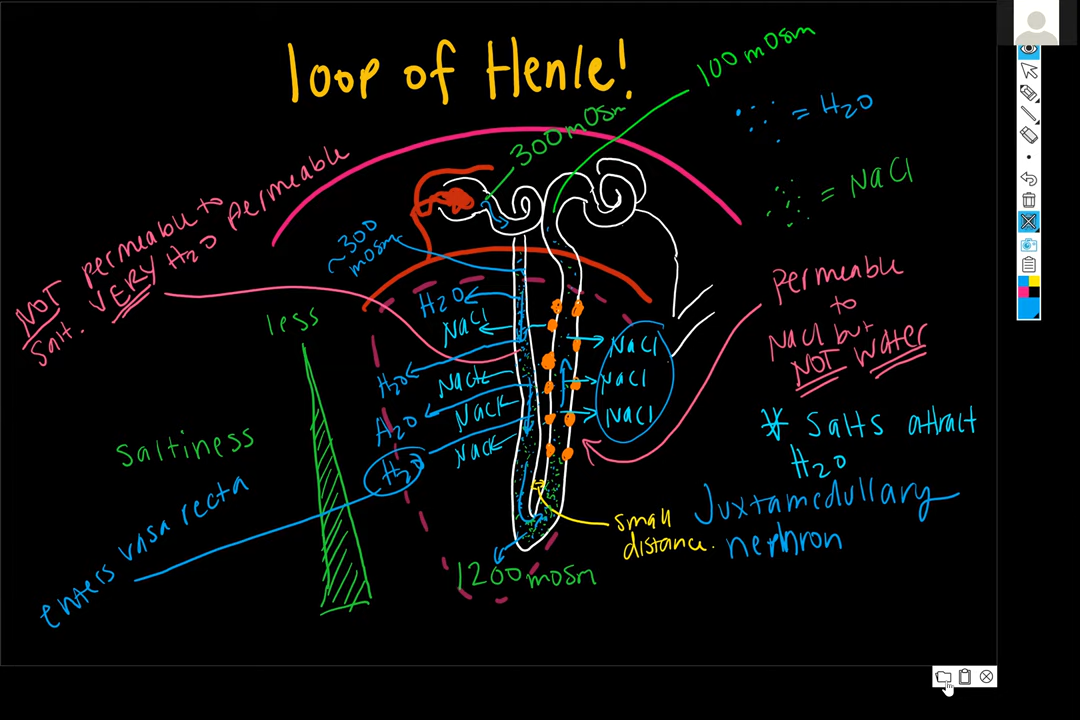 loop of Henle!
100 mOsm
300 mOsm
= H2O
= NaCl
NOT permeable to
Salt. VERY H2O permeable
~300
mOsm
less
H2O
NaCl
H2O
NaCl
H2O
NaCl
H2O
NaCl
NaCl
NaCl
NaCl
Permeable
to
NaCl but
NOT Water
* Salts attract
H2O
Saltiness
enters vasa recta
small
distance.
Juxtamedullary
nephron
1200 mOsm